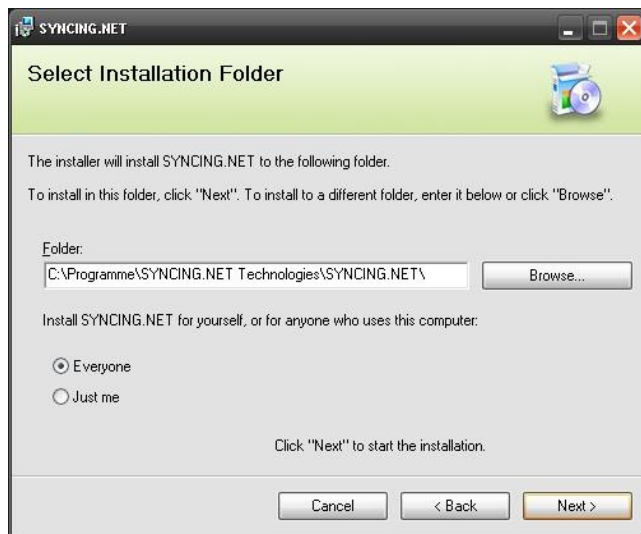 SYNCING.NET
Select Installation Folder
The installer will install SYNCING.NET to the following folder.
To install in this folder, click "Next". To install to a different folder, enter it below or click "Browse".
Folder:
C:\Programme\SYNCING.NET Technologies\SYNCING.NET\ Browse...
Install SYNCING.NET for yourself, or for anyone who uses this computer:
Everyone
Just me
Click "Next" to start the installation.
Cancel < Back Next >